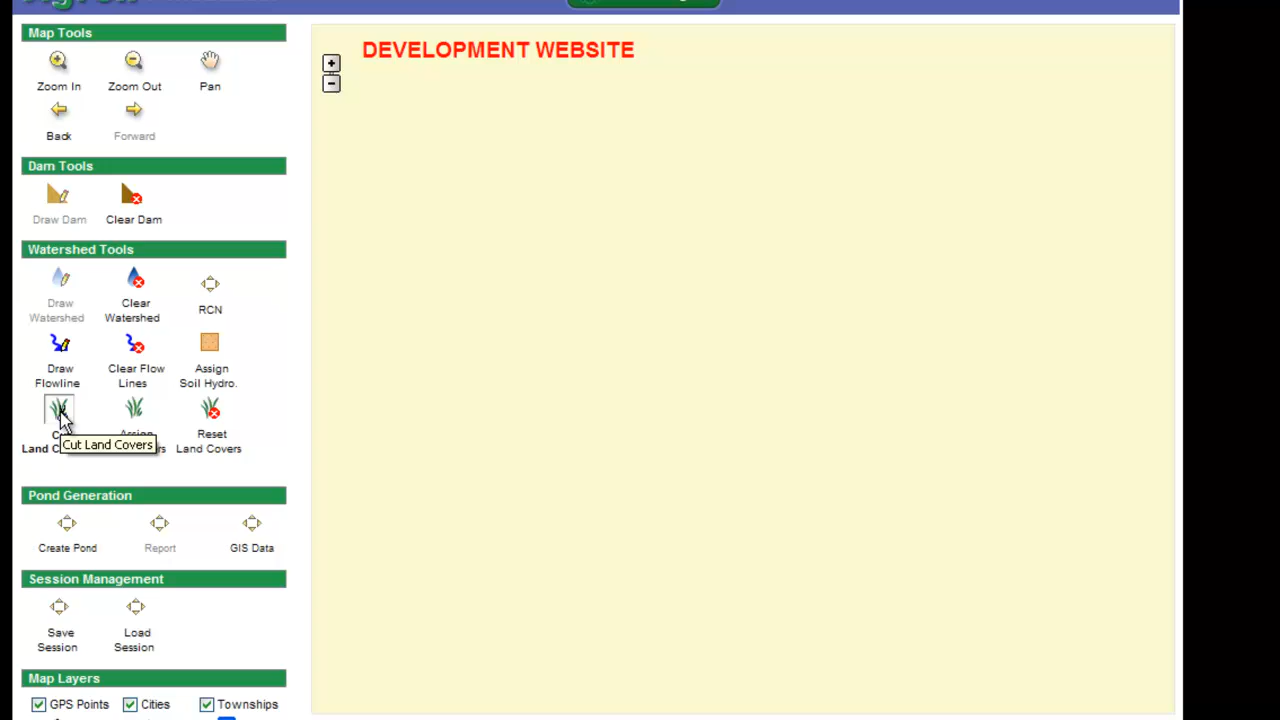 Map Tools
DEVELOPMENT WEBSITE
+
−
Zoom In
Zoom Out
Pan
Back
Forward
Dam Tools
Draw Dam
Clear Dam
Watershed Tools
Draw
Watershed
Clear
Watershed
RCN
Draw
Flowline
Clear Flow
Lines
Assign
Soil Hydro.
Land
Cut Land Covers
Reset
Land Covers
Pond Generation
Create Pond
Report
GIS Data
Session Management
Save
Session
Load
Session
Map Layers
GPS Points
Cities
Townships